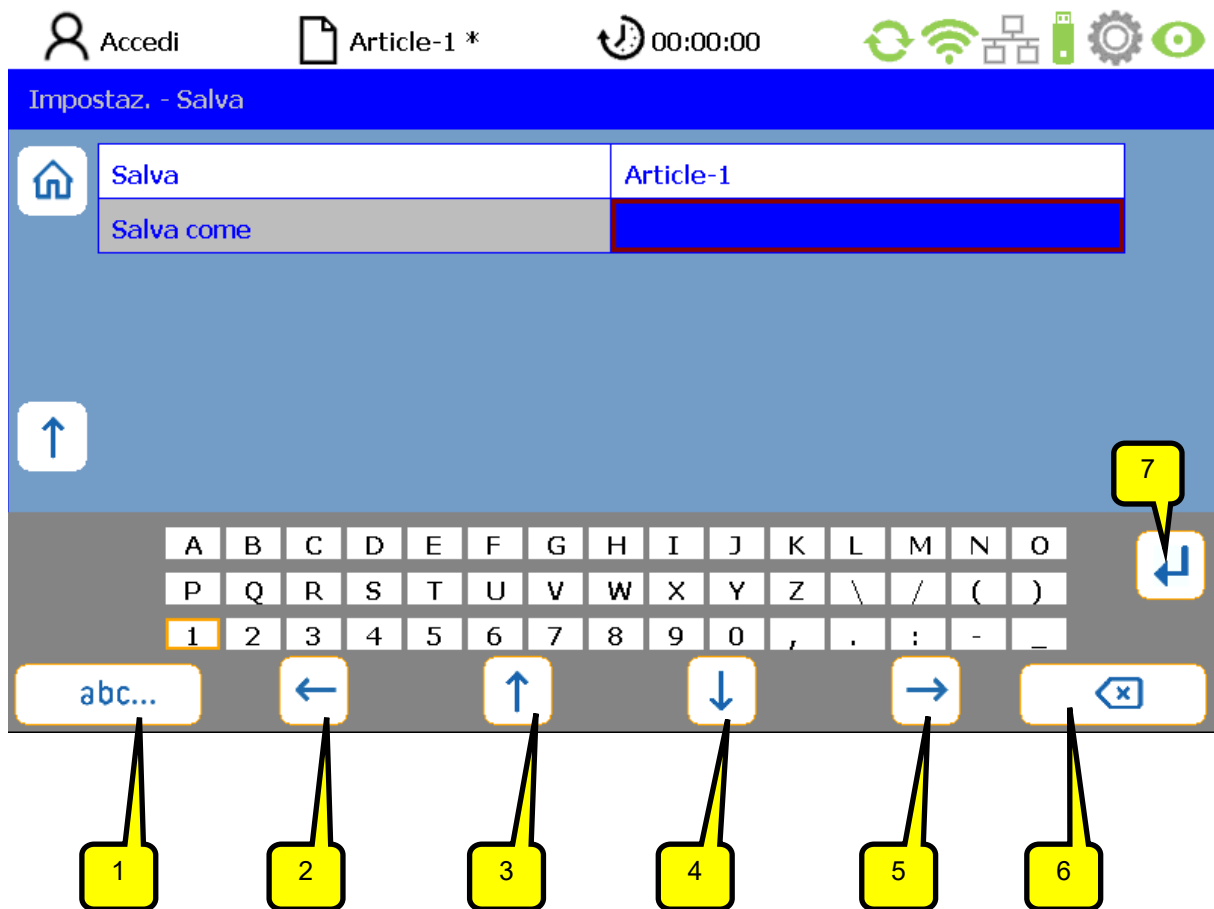 Accedi Article-1 * 00:00:00
Impostaz. - Salva
Salva Article-1
Salva come
7
A B C D E F G H I J K L M N O
P Q R S T U V W X Y Z \ / ( )
1 2 3 4 5 6 7 8 9 0 , . : - _
abc...
1 2 3 4 5 6